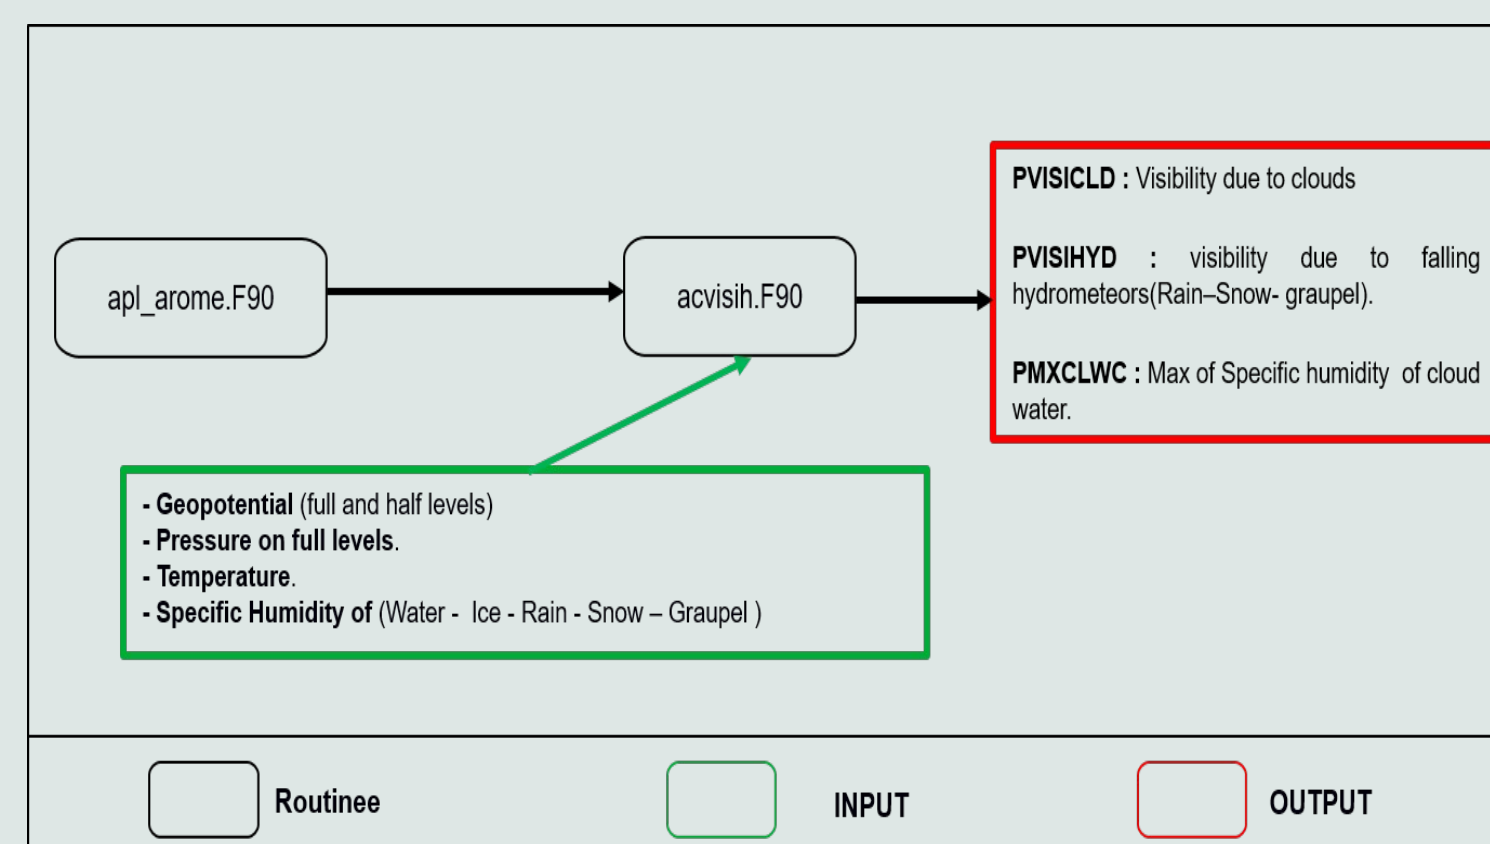 PVISICLD : Visibility due to clouds
PVISIHYD : visibility due to falling
hydrometeors(Rain–Snow- graupel).
PMXCLWC : Max of Specific humidity of cloud
water.
apl_arome.F90
acvisih.F90
- Geopotential (full and half levels)
- Pressure on full levels.
- Temperature.
- Specific Humidity of (Water - Ice - Rain - Snow – Graupel )
Routinee
INPUT
OUTPUT